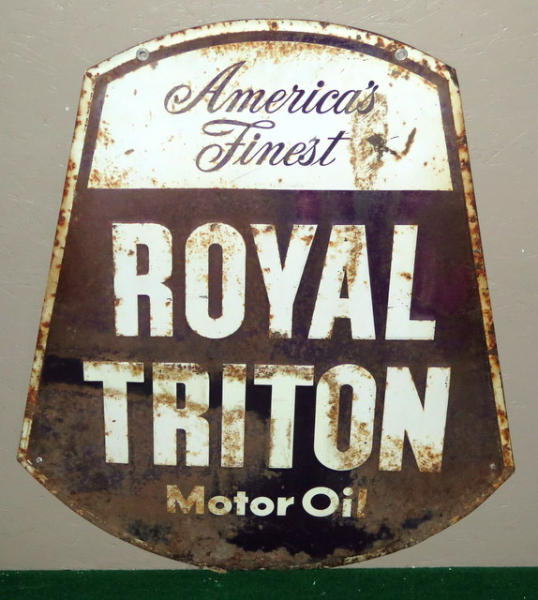 America's
Finest
ROYAL
TRITON
Motor Oil